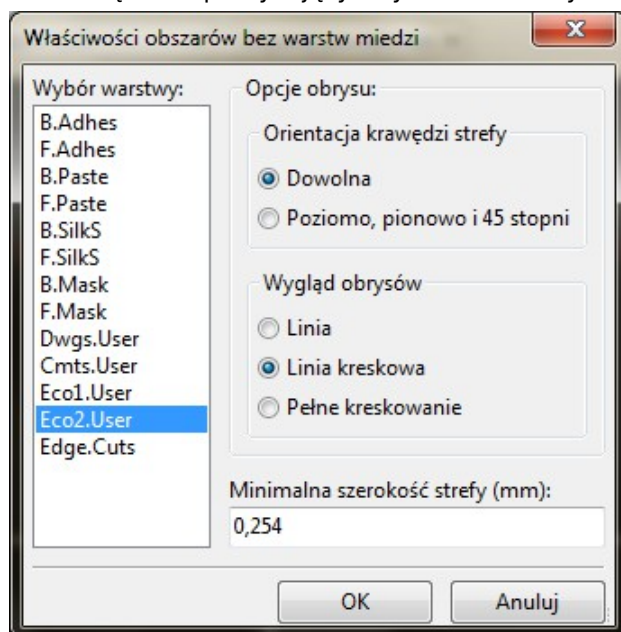 Właściwości obszarów bez warstw miedzi
Wybór warstwy:
B.Adhes
F.Adhes
B.Paste
F.Paste
B.SilkS
F.SilkS
B.Mask
F.Mask
Dwgs.User
Cmts.User
Eco1.User
Eco2.User
Edge.Cuts
Opcje obrysu:
Orientacja krawędzi strefy
Dowolna
Poziomo, pionowo i 45 stopni
Wygląd obrysów
Linia
Linia kreskowa
Pełne kreskowanie
Minimalna szerokość strefy (mm):
0,254
OK
Anuluj